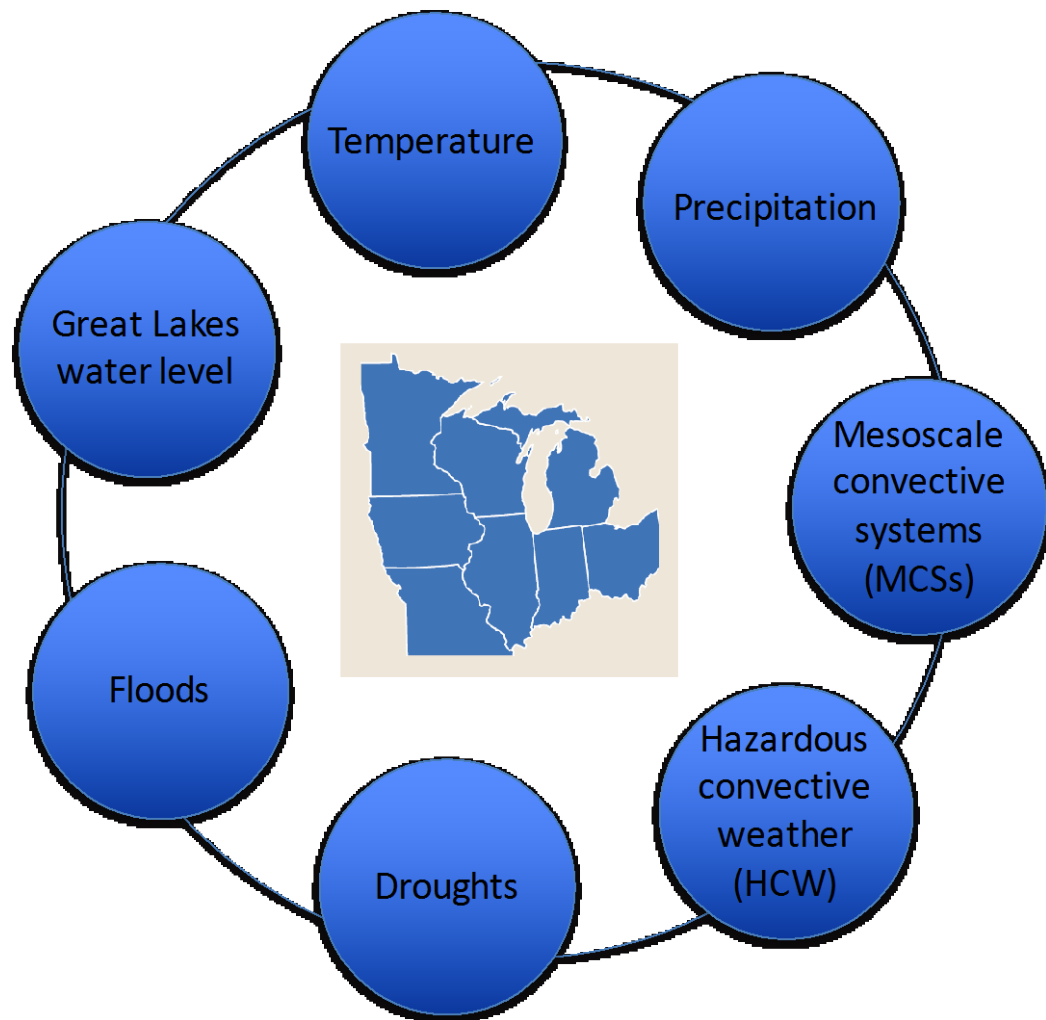 Temperature
Precipitation
Mesoscale
convective
systems
(MCSs)
Hazardous
convective
weather
(HCW)
Droughts
Floods
Great Lakes
water level